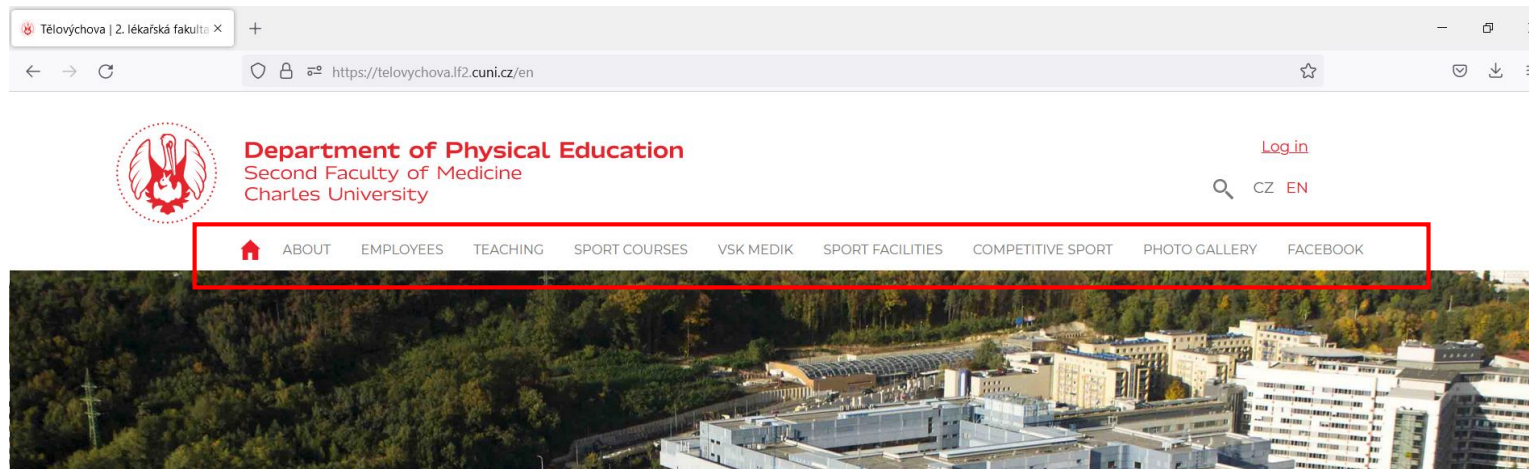 Tělovýchova | 2. lékařská fakulta
https://telovychova.lf2.cuni.cz/en
Department of Physical Education
Second Faculty of Medicine
Charles University
Log in
CZ EN
ABOUT EMPLOYEES TEACHING SPORT COURSES VSK MEDIK SPORT FACILITIES COMPETITIVE SPORT PHOTO GALLERY FACEBOOK